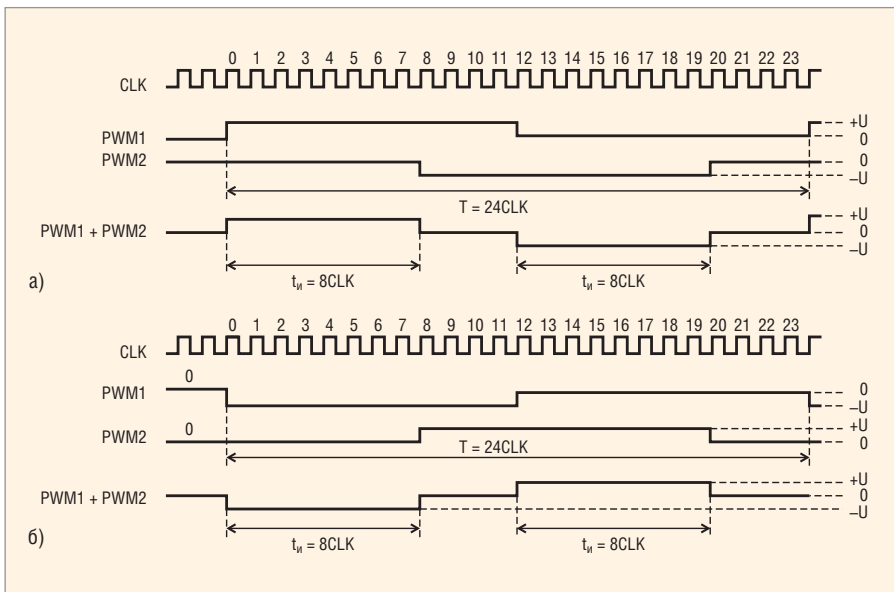 0 1 2 3 4 5 6 7 8 9 10 11 12 13 14 15 16 17 18 19 20 21 22 23
CLK
PWM1
+U
0
PWM2
0
–U
T = 24CLK
PWM1 + PWM2
+U
0
–U
tи = 8CLK
tи = 8CLK
а)
0 1 2 3 4 5 6 7 8 9 10 11 12 13 14 15 16 17 18 19 20 21 22 23
CLK
0
PWM1
0
–U
0
PWM2
+U
0
T = 24CLK
PWM1 + PWM2
+U
0
–U
tи = 8CLK
tи = 8CLK
б)